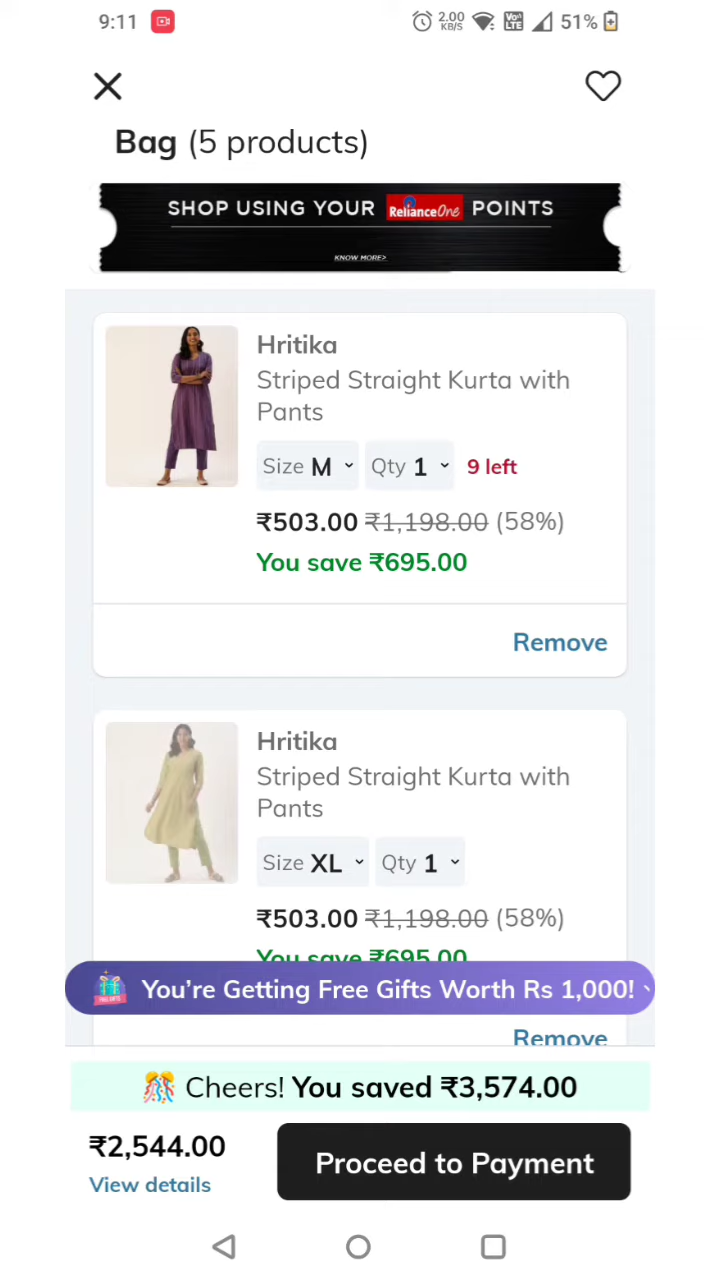 9:11 2.00 KB/S Vo LTE 51%
Bag (5 products)
SHOP USING YOUR RelianceOne POINTS
KNOW MORE>
Hritika
Striped Straight Kurta with
Pants
Size M Qty 1 9 left
₹503.00 ₹1,198.00 (58%)
You save ₹695.00
Remove
Hritika
Striped Straight Kurta with
Pants
Size XL Qty 1
₹503.00 ₹1,198.00 (58%)
You save ₹695.00
You're Getting Free Gifts Worth Rs 1,000!
Remove
Cheers! You saved ₹3,574.00
₹2,544.00
View details
Proceed to Payment